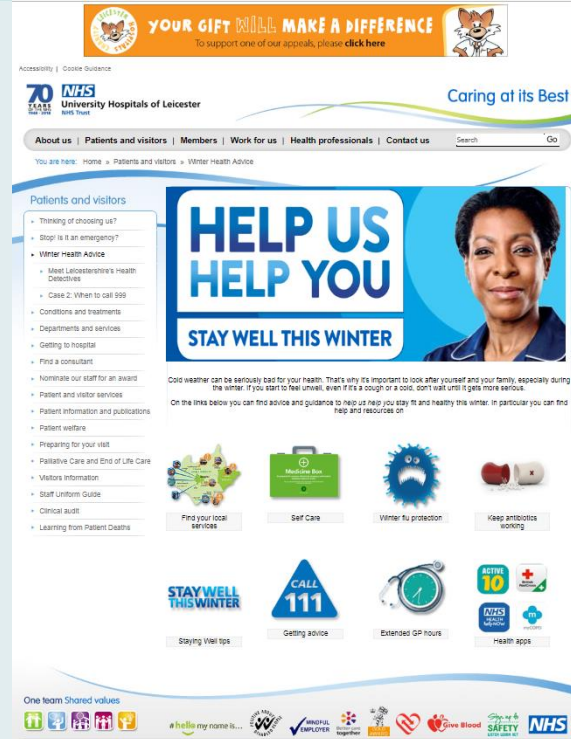 YOUR GIFT WILL MAKE A DIFFERENCE
To support one of our appeals, please click here
Accessibility | Cookie Guidance
70 YEARS OF THE NHS 1948 - 2018
NHS
University Hospitals of Leicester
NHS Trust
Caring at its Best
About us | Patients and visitors | Members | Work for us | Health professionals | Contact us
Search
Go
You are here: Home » Patients and visitors » Winter Health Advice
Patients and visitors
Thinking of choosing us?
Stop! Is it an emergency?
Winter Health Advice
Meet Leicestershire's Health
Detectives
Case 2: When to call 999
Conditions and treatments
Departments and services
Getting to hospital
Find a consultant
Nominate our staff for an award
Patient and visitor services
Patient information and publications
Patient welfare
Preparing for your visit
Palliative Care and End of Life Care
Visitors Information
Staff Uniform Guide
Clinical audit
Learning from Patient Deaths
HELP US
HELP YOU
STAY WELL THIS WINTER
Cold weather can be seriously bad for your health. That's why it's important to look after yourself and your family, especially during
the winter. If you start to feel unwell, even if it's a cough or a cold, don't wait until it gets more serious.
On the links below you can find advice and guidance to help us help you stay fit and healthy this winter. In particular you can find
help and resources on
Medicine Box
Find your local
services
Self Care
Winter flu protection
Keep antibiotics
working
STAY WELL
THIS WINTER
CALL
111
ACTIVE
10
NHS
HEALTH
Staying Well tips
Getting advice
Extended GP hours
Health apps
One team Shared values
#hello my name is...
MINDFUL
EMPLOYER
together
Give Blood
Sign up to
SAFETY
NHS